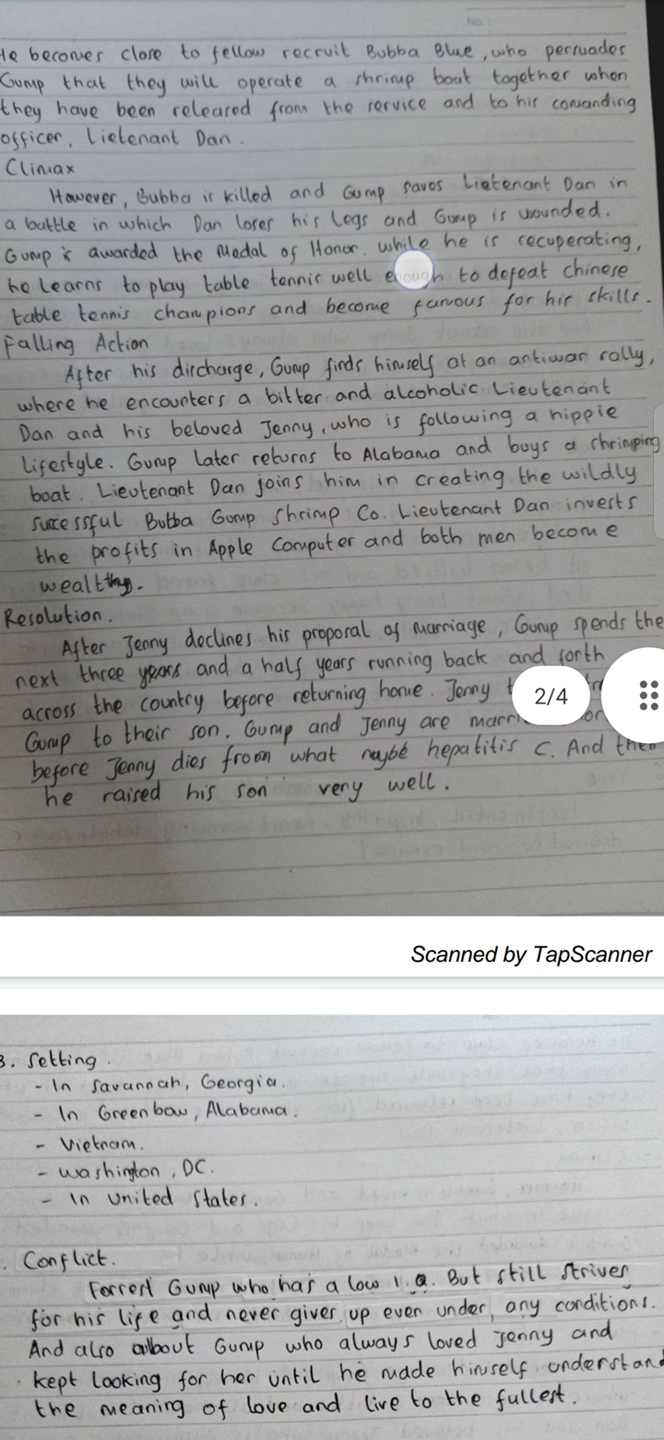 No :
He becomes close to fellow recruit Bubba Blue, who persuades
Gump that they will operate a shrimp boat together when
they have been released from the service and to his comanding
officer, Lietenant Dan.
Climax
However, Bubba is killed and Gump saves Lietenant Dan in
a battle in which Dan loses his legs and Gump is wounded.
Gump is awarded the Medal of Honor. while he is recuperating,
he learns to play table tennis well enough to defeat chinese
table tennis champions and become famous for his skills.
Falling Action
After his discharge, Gump finds himself at an antiwar rally,
where he encounters a bitter and alcoholic Lieutenant
Dan and his beloved Jenny, who is following a hippie
Lifestyle. Gump later returns to Alabama and buys a shrimping
boat. Lieutenant Dan joins him in creating the wildly
successful Bubba Gump Shrimp Co. Lieutenant Dan invests
the profits in Apple Computer and both men become
wealthy.
Resolution.
After Jenny declines his proposal of marriage, Gump spends the
next three years and a half years running back and forth
across the country before returning home. Jenny
2/4
Gump to their son. Gump and Jenny are
before Jenny dies from what maybe hepatitis C. And then
he raised his son very well.
Scanned by TapScanner
3. Setting.
- In Savannah, Georgia.
- In Greenbow, Alabama.
- Vietnam.
- Washington, DC.
- In United States.
. Conflict.
Forrest Gump who has a low I.Q. But still strives
for his life and never gives up even under any conditions.
And also about Gump who always loved Jenny and
kept looking for her until he made himself understand
the meaning of love and live to the fullest.